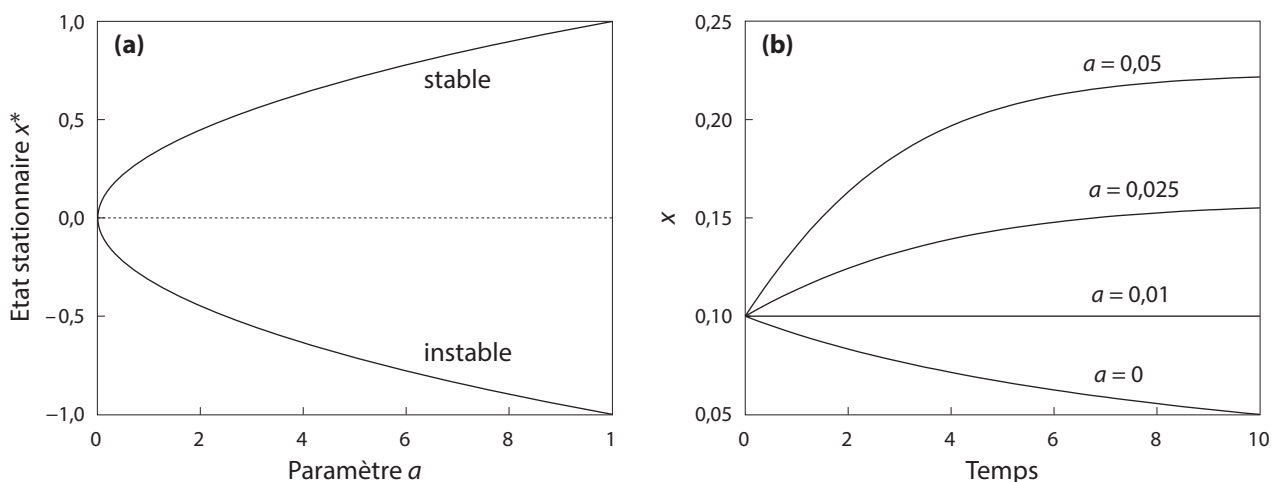 (a)
1,0
0,5
0,0
−0,5
−1,0
Etat stationnaire x*
stable
instable
0 2 4 6 8 1
Paramètre a
(b)
0,25
0,20
0,15
0,10
0,05
x
a = 0,05
a = 0,025
a = 0,01
a = 0
0 2 4 6 8 10
Temps